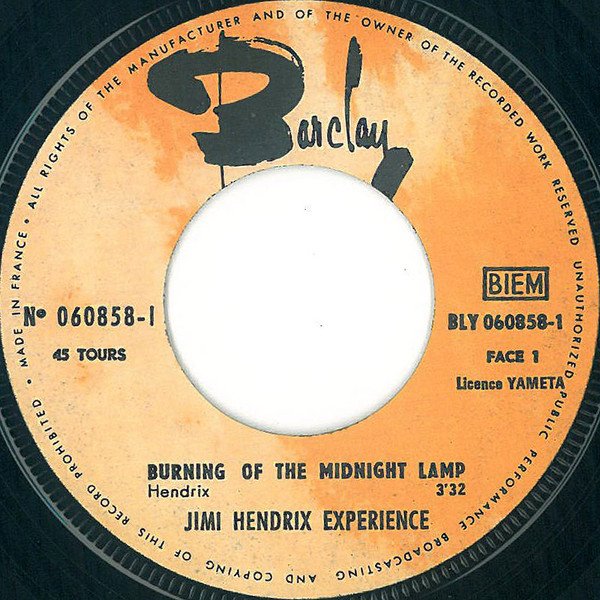 ALL RIGHTS OF THE MANUFACTURER AND OF THE OWNER OF THE RECORDED WORK RESERVED
UNAUTHORIZED PUBLIC PERFORMANCE BROADCASTING AND COPYING OF THIS RECORD PROHIBITED • MADE IN FRANCE •
Barclay
BIEM
Nº 060858-1
BLY 060858-1
45 TOURS
FACE 1
Licence YAMETA
BURNING OF THE MIDNIGHT LAMP
Hendrix 3'32
JIMI HENDRIX EXPERIENCE